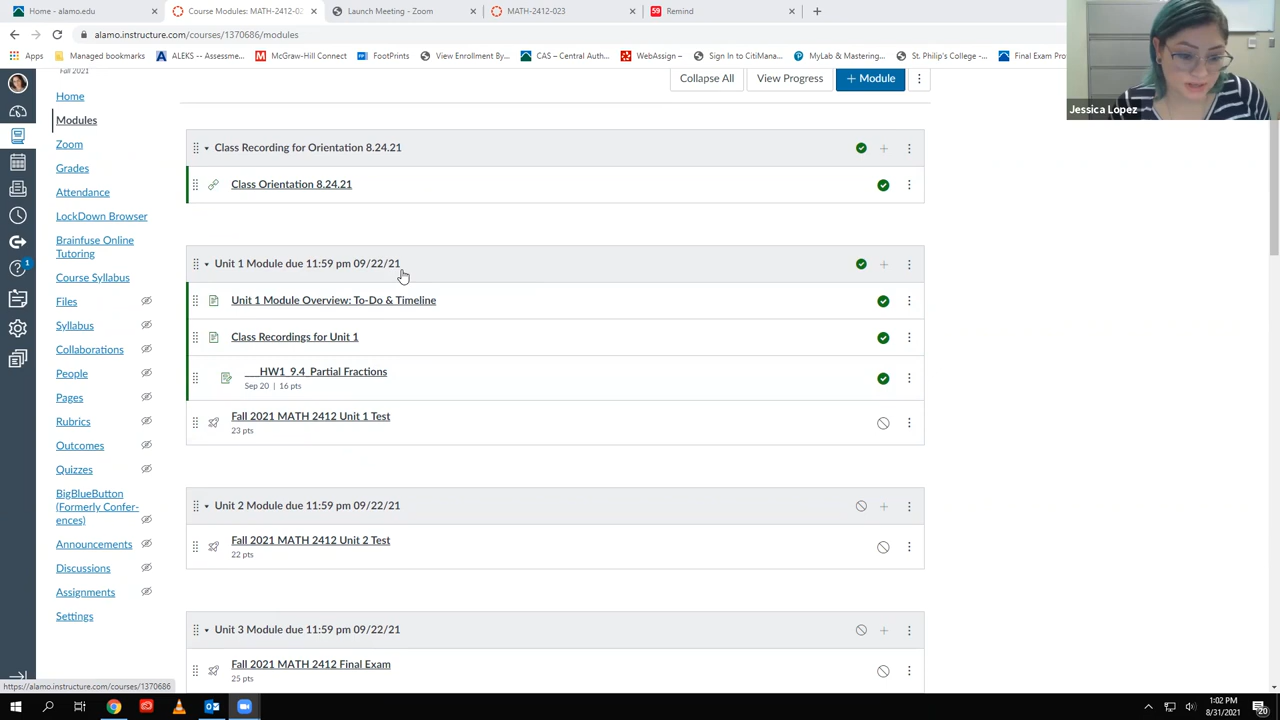 Home - alamo.edu
Course Modules: MATH-2412-02
Launch Meeting - Zoom
MATH-2412-023
59
Remind
alamo.instructure.com/courses/1370686/modules
Apps
Managed bookmarks
ALEKS -- Assessme...
McGraw-Hill Connect
FootPrints
View Enrollment By...
CAS – Central Auth...
WebAssign –
Sign In to CitiMana...
MyLab & Mastering...
St. Philip's College -...
Final Exam Pro
Fall 2021
Home
Modules
Zoom
Grades
Attendance
LockDown Browser
Brainfuse Online
Tutoring
Course Syllabus
Files
Syllabus
Collaborations
People
Pages
Rubrics
Outcomes
Quizzes
BigBlueButton
(Formerly Confer-
ences)
Announcements
Discussions
Assignments
Settings
1
Collapse All
View Progress
+ Module
Class Recording for Orientation 8.24.21
Class Orientation 8.24.21
Unit 1 Module due 11:59 pm 09/22/21
Unit 1 Module Overview: To-Do & Timeline
Class Recordings for Unit 1
___HW1_9.4_Partial Fractions
Sep 20 | 16 pts
Fall 2021 MATH 2412 Unit 1 Test
23 pts
Unit 2 Module due 11:59 pm 09/22/21
Fall 2021 MATH 2412 Unit 2 Test
22 pts
Unit 3 Module due 11:59 pm 09/22/21
Fall 2021 MATH 2412 Final Exam
25 pts
Jessica Lopez
https://alamo.instructure.com/courses/1370686
1:02 PM
8/31/2021
20